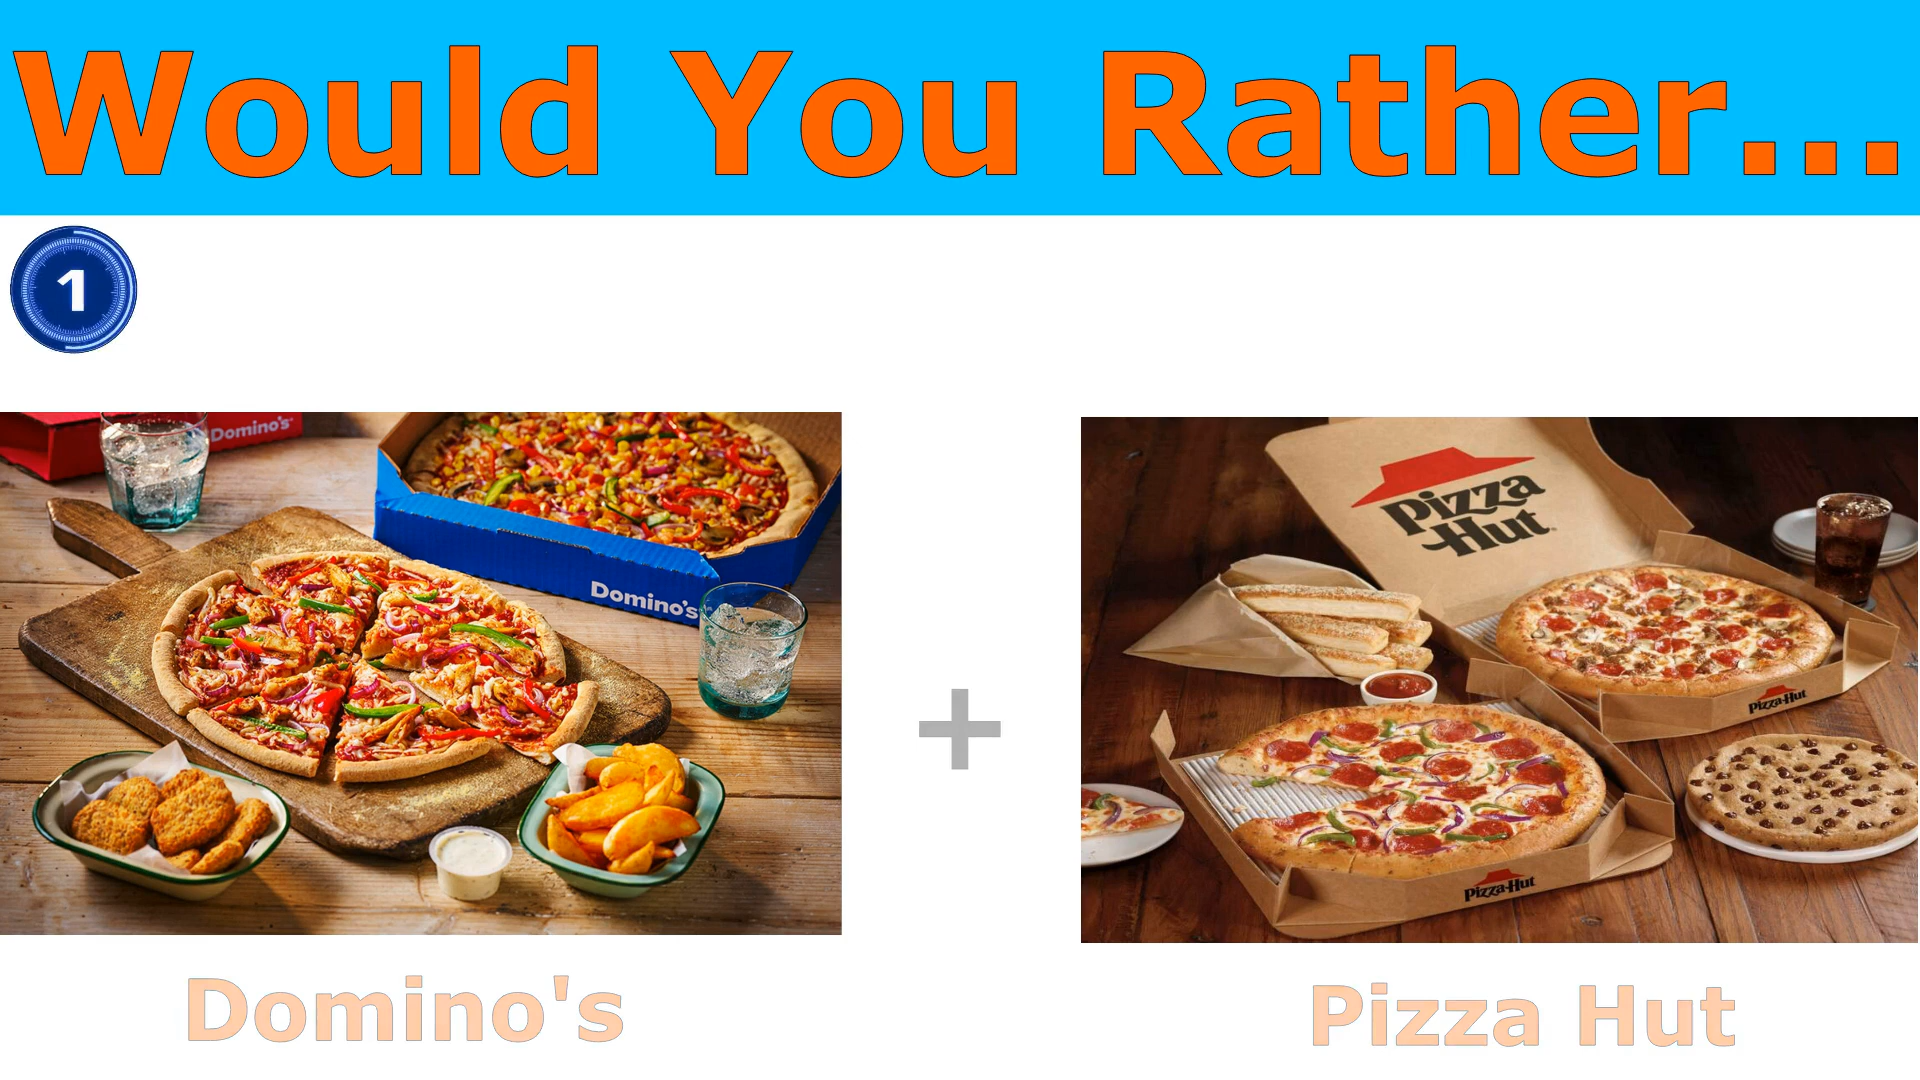 Would You Rather...
1
Domino's
Domino's
Pizza
Hut
Pizza Hut
Pizza Hut
+
Domino's
Pizza Hut